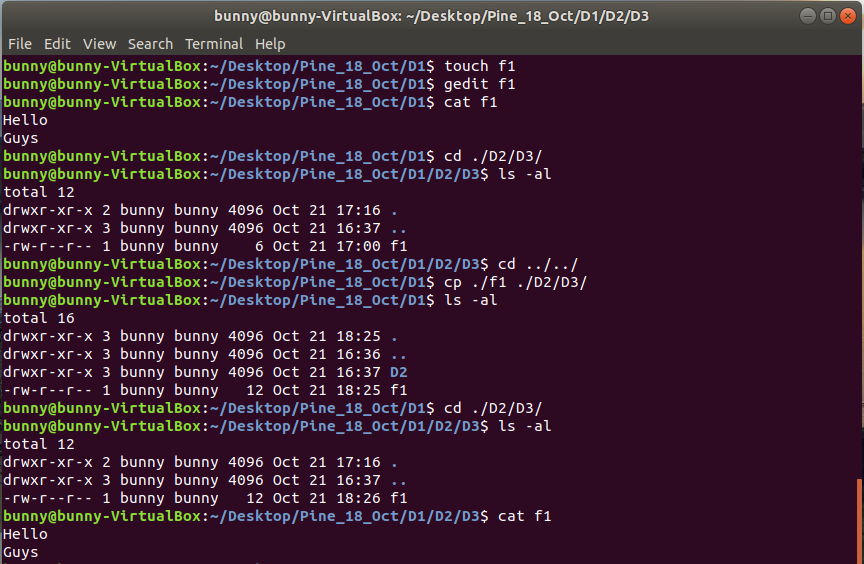 bunny@bunny-VirtualBox: ~/Desktop/Pine_18_Oct/D1/D2/D3
File Edit View Search Terminal Help
bunny@bunny-VirtualBox:~/Desktop/Pine_18_Oct/D1$ touch f1
bunny@bunny-VirtualBox:~/Desktop/Pine_18_Oct/D1$ gedit f1
bunny@bunny-VirtualBox:~/Desktop/Pine_18_Oct/D1$ cat f1
Hello
Guys
bunny@bunny-VirtualBox:~/Desktop/Pine_18_Oct/D1$ cd ./D2/D3/
bunny@bunny-VirtualBox:~/Desktop/Pine_18_Oct/D1/D2/D3$ ls -al
total 12
drwxr-xr-x 2 bunny bunny 4096 Oct 21 17:16 .
drwxr-xr-x 3 bunny bunny 4096 Oct 21 16:37 ..
-rw-r--r-- 1 bunny bunny    6 Oct 21 17:00 f1
bunny@bunny-VirtualBox:~/Desktop/Pine_18_Oct/D1/D2/D3$ cd ../../
bunny@bunny-VirtualBox:~/Desktop/Pine_18_Oct/D1$ cp ./f1 ./D2/D3/
bunny@bunny-VirtualBox:~/Desktop/Pine_18_Oct/D1$ ls -al
total 16
drwxr-xr-x 3 bunny bunny 4096 Oct 21 18:25 .
drwxr-xr-x 3 bunny bunny 4096 Oct 21 16:36 ..
drwxr-xr-x 3 bunny bunny 4096 Oct 21 16:37 D2
-rw-r--r-- 1 bunny bunny   12 Oct 21 18:25 f1
bunny@bunny-VirtualBox:~/Desktop/Pine_18_Oct/D1$ cd ./D2/D3/
bunny@bunny-VirtualBox:~/Desktop/Pine_18_Oct/D1/D2/D3$ ls -al
total 12
drwxr-xr-x 2 bunny bunny 4096 Oct 21 17:16 .
drwxr-xr-x 3 bunny bunny 4096 Oct 21 16:37 ..
-rw-r--r-- 1 bunny bunny   12 Oct 21 18:26 f1
bunny@bunny-VirtualBox:~/Desktop/Pine_18_Oct/D1/D2/D3$ cat f1
Hello
Guys